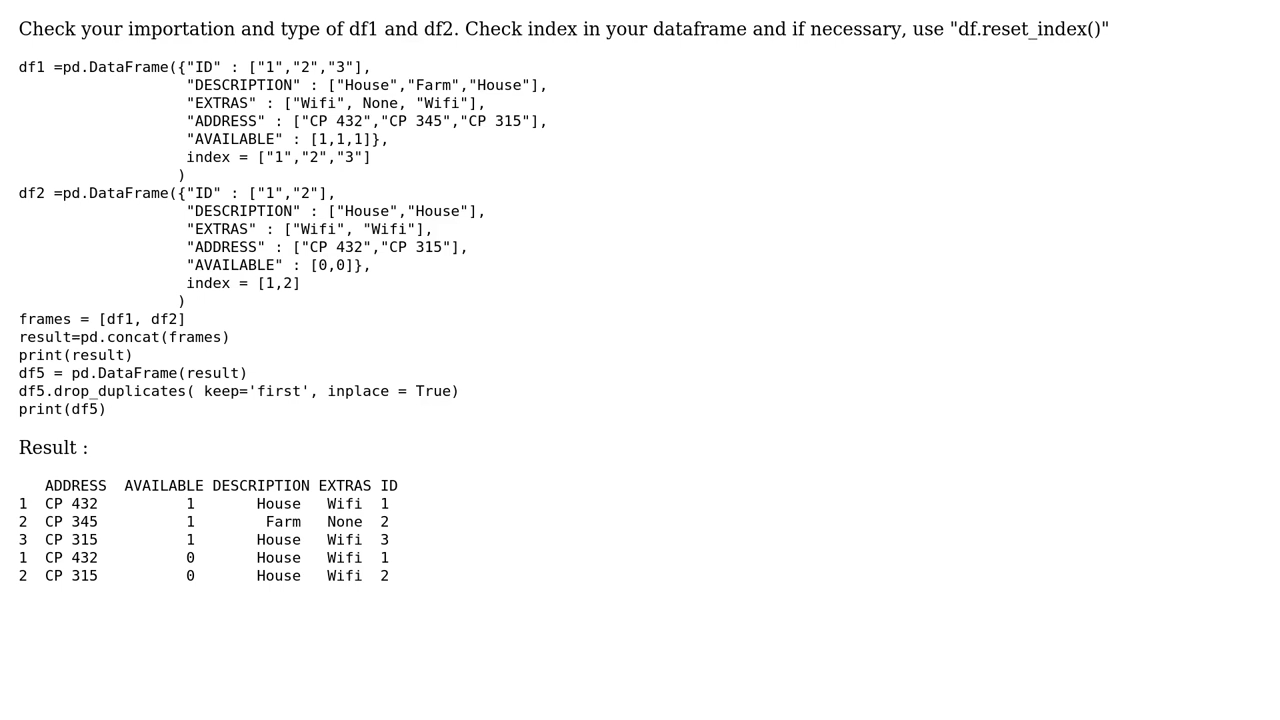 Check your importation and type of df1 and df2. Check index in your dataframe and if necessary, use "df.reset_index()"
df1 =pd.DataFrame({"ID" : ["1","2","3"],
                   "DESCRIPTION" : ["House","Farm","House"],
                   "EXTRAS" : ["Wifi", None, "Wifi"],
                   "ADDRESS" : ["CP 432","CP 345","CP 315"],
                   "AVAILABLE" : [1,1,1]},
                   index = ["1","2","3"]
                  )
df2 =pd.DataFrame({"ID" : ["1","2"],
                   "DESCRIPTION" : ["House","House"],
                   "EXTRAS" : ["Wifi", "Wifi"],
                   "ADDRESS" : ["CP 432","CP 315"],
                   "AVAILABLE" : [0,0]},
                   index = [1,2]
                  )
frames = [df1, df2]
result=pd.concat(frames)
print(result)
df5 = pd.DataFrame(result)
df5.drop_duplicates( keep='first', inplace = True)
print(df5)
Result :
   ADDRESS  AVAILABLE DESCRIPTION EXTRAS ID
1  CP 432          1       House   Wifi  1
2  CP 345          1        Farm   None  2
3  CP 315          1       House   Wifi  3
1  CP 432          0       House   Wifi  1
2  CP 315          0       House   Wifi  2